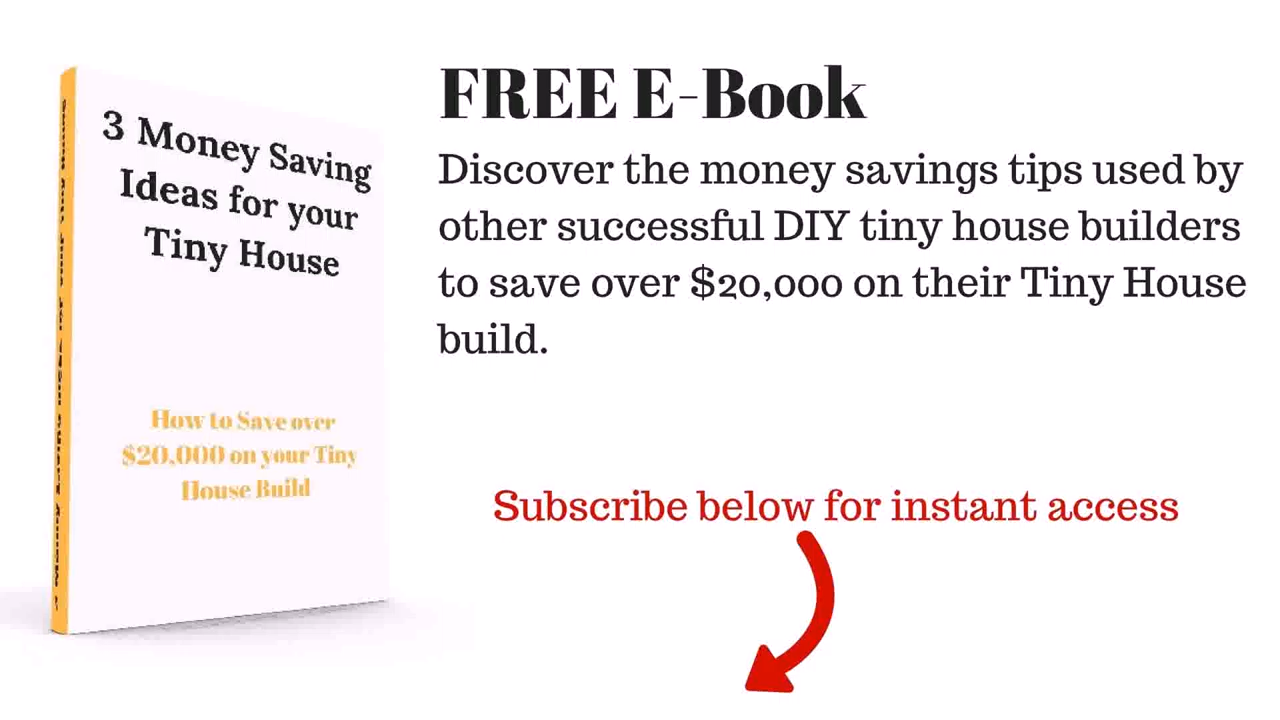 3 Money Saving
Ideas for your
Tiny House
How to Save over
$20,000 on your Tiny
House Build
FREE E-Book
Discover the money savings tips used by
other successful DIY tiny house builders
to save over $20,000 on their Tiny House
build.
Subscribe below for instant access